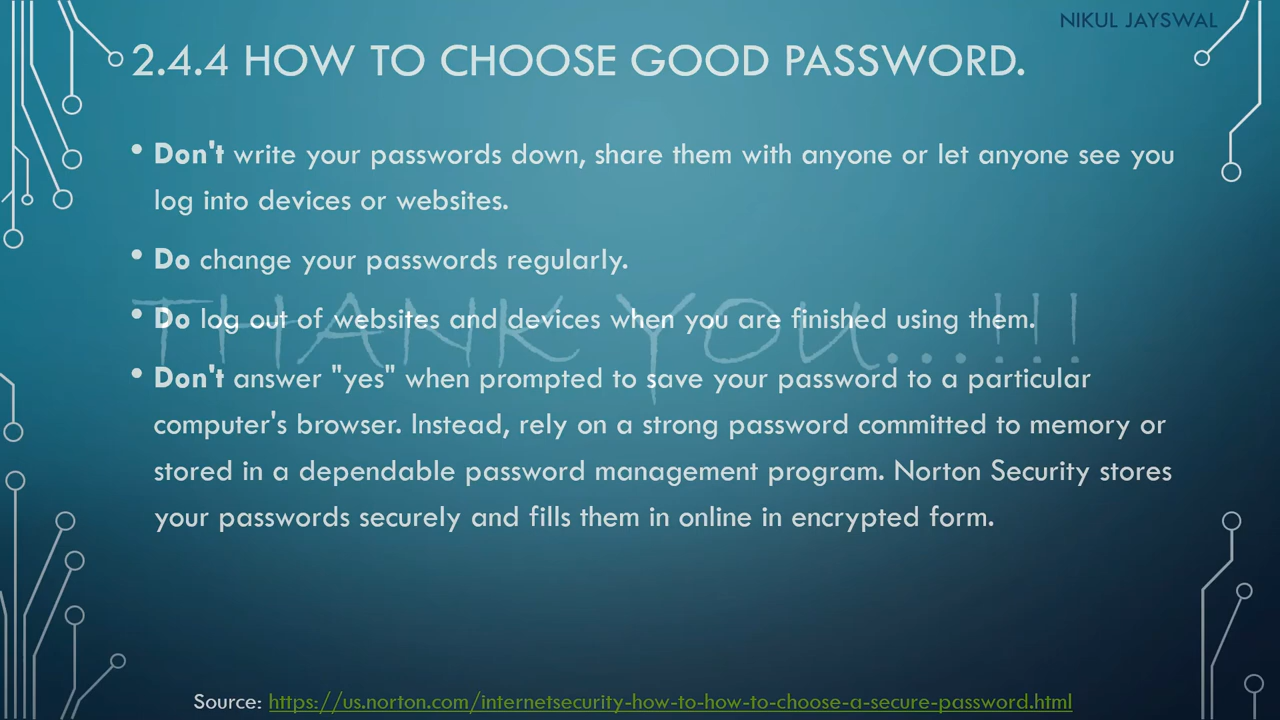 NIKUL JAYSWAL
2.4.4 HOW TO CHOOSE GOOD PASSWORD.
• Don't write your passwords down, share them with anyone or let anyone see you
log into devices or websites.
• Do change your passwords regularly.
• Do log out of websites and devices when you are finished using them.
THANK YOU....!!!
• Don't answer "yes" when prompted to save your password to a particular
computer's browser. Instead, rely on a strong password committed to memory or
stored in a dependable password management program. Norton Security stores
your passwords securely and fills them in online in encrypted form.
Source: https://us.norton.com/internetsecurity-how-to-how-to-choose-a-secure-password.html